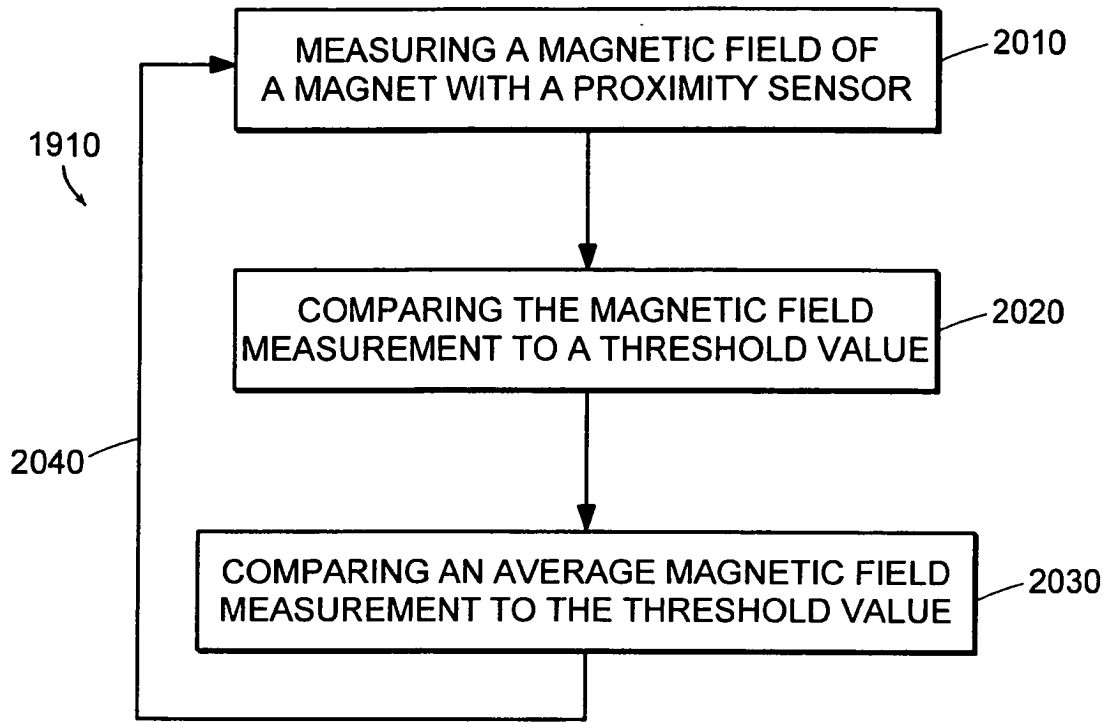 MEASURING A MAGNETIC FIELD OF
A MAGNET WITH A PROXIMITY SENSOR
2010
1910
COMPARING THE MAGNETIC FIELD
MEASUREMENT TO A THRESHOLD VALUE
2020
2040
COMPARING AN AVERAGE MAGNETIC FIELD
MEASUREMENT TO THE THRESHOLD VALUE
2030